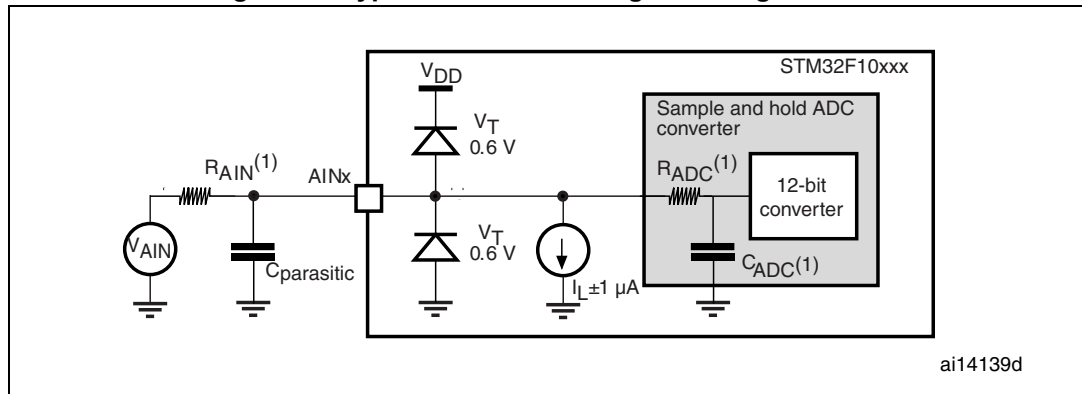 STM32F10xxx
VDD
Sample and hold ADC
converter
VT
0.6 V
RAIN(1)
AINx
RADC(1)
12-bit
converter
VAIN
Cparasitic
VT
0.6 V
IL±1 µA
CADC(1)
ai14139d